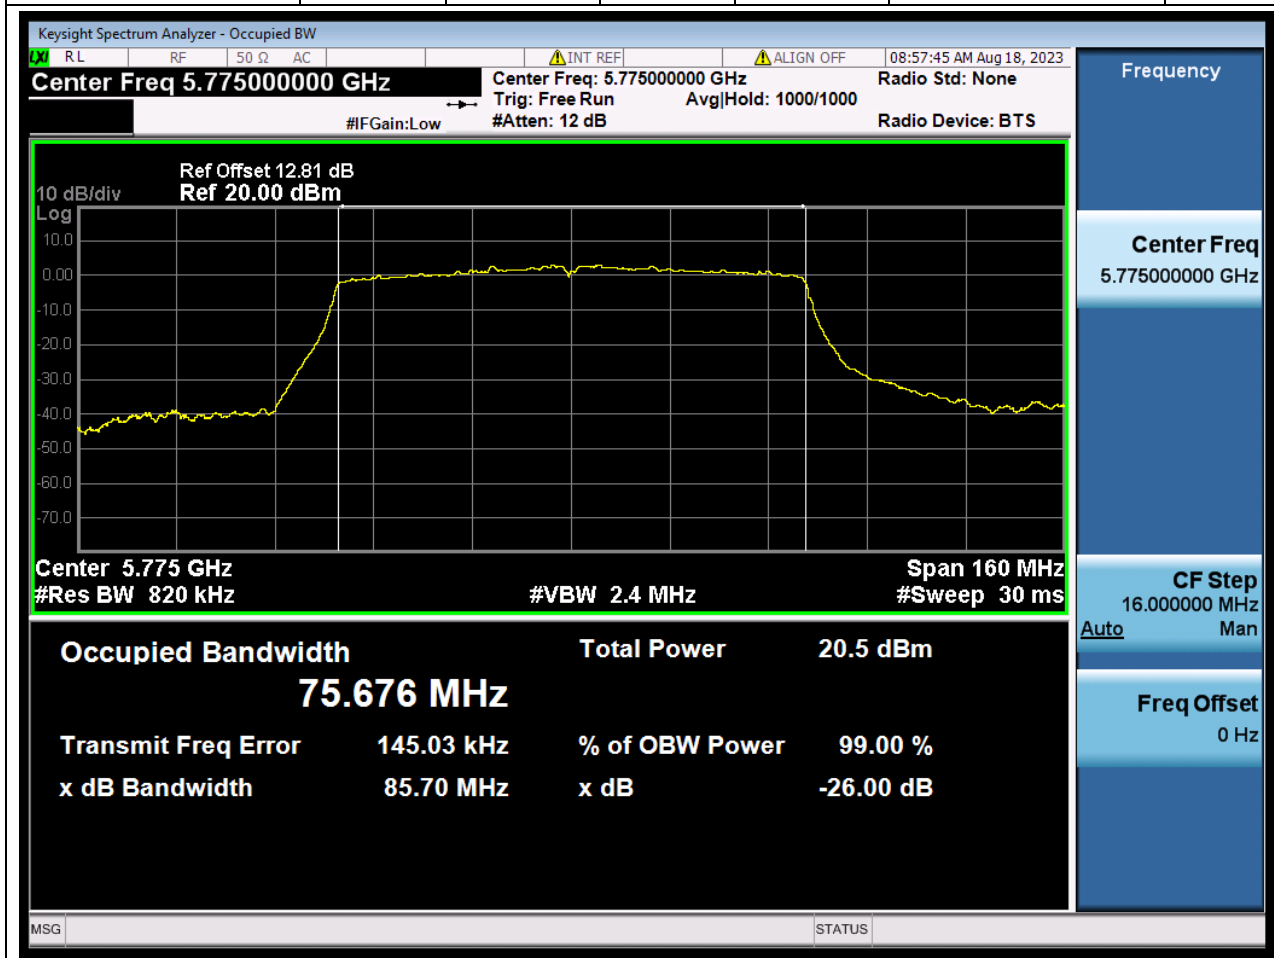 Keysight Spectrum Analyzer - Occupied BW
LXI RL RF 50 Ω AC INT REF ALIGN OFF 08:57:45 AM Aug 18, 2023
Center Freq 5.775000000 GHz
Center Freq: 5.775000000 GHz Radio Std: None
Trig: Free Run Avg|Hold: 1000/1000
#IFGain:Low #Atten: 12 dB Radio Device: BTS
Ref Offset 12.81 dB
10 dB/div Ref 20.00 dBm
Log
10.0
0.00
-10.0
-20.0
-30.0
-40.0
-50.0
-60.0
-70.0
Center 5.775 GHz Span 160 MHz
#Res BW 820 kHz #VBW 2.4 MHz #Sweep 30 ms
Occupied Bandwidth Total Power 20.5 dBm
75.676 MHz
Transmit Freq Error 145.03 kHz % of OBW Power 99.00 %
x dB Bandwidth 85.70 MHz x dB -26.00 dB
Frequency
Center Freq
5.775000000 GHz
CF Step
16.000000 MHz
Auto Man
Freq Offset
0 Hz
MSG STATUS